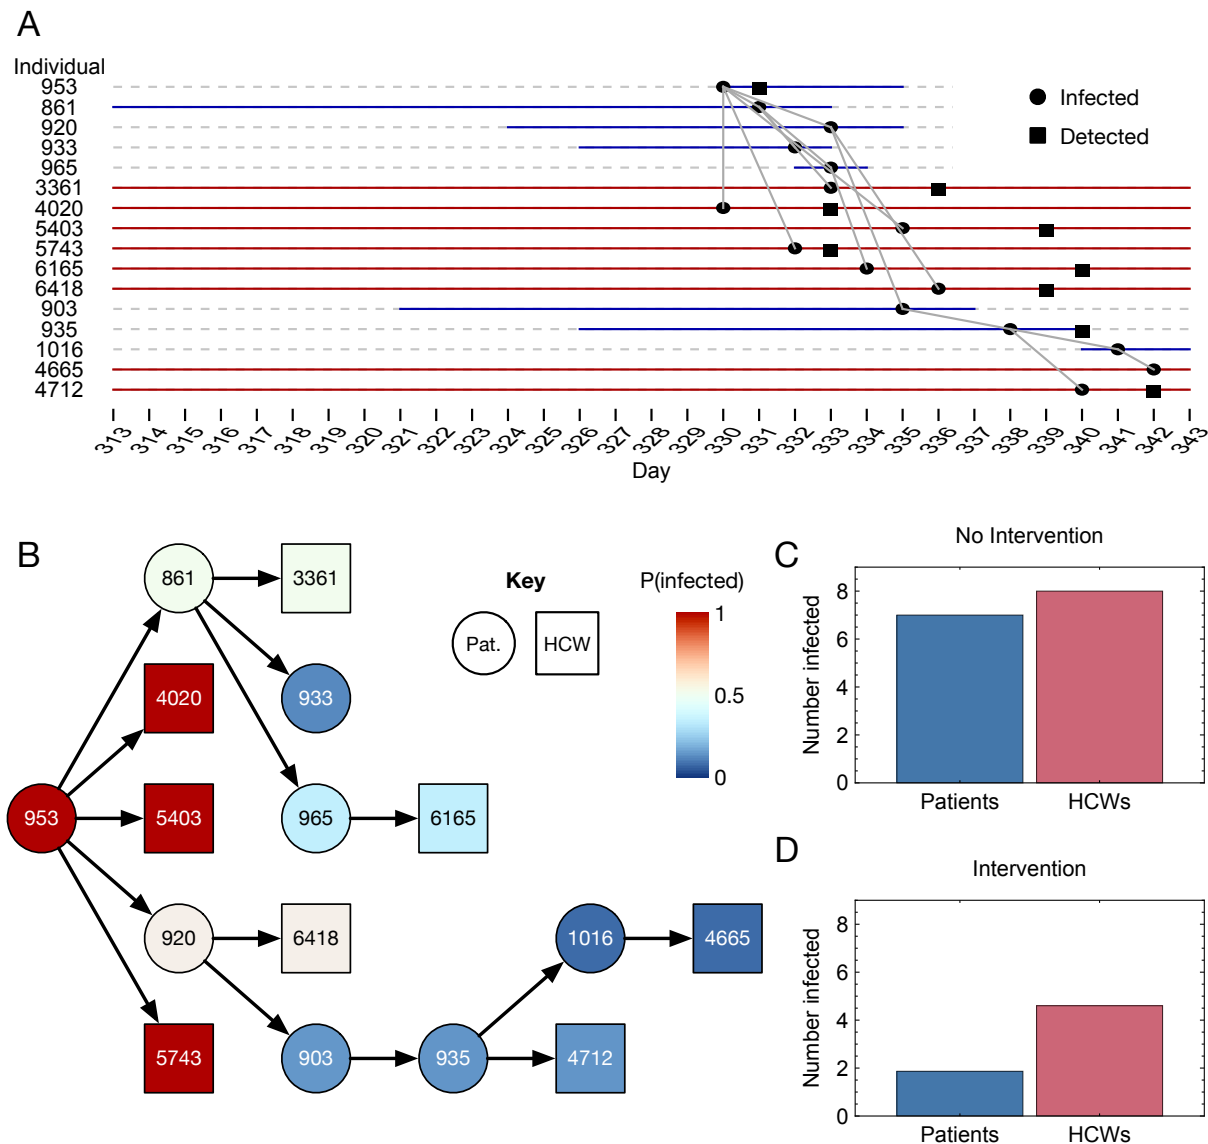 A
Individual
953
861
920
933
965
3361
4020
5403
5743
6165
6418
903
935
1016
4665
4712
Infected
Detected
313 314 315 316 317 318 319 320 321 322 323 324 325 326 327 328 329 330 331 332 333 334 335 336 337 338 339 340 341 342 343
Day
B
861
3361
4020
933
953
5403
965
6165
920
6418
1016
4665
5743
903
935
4712
Key
Pat.
HCW
P(infected)
1
0.5
0
C
No Intervention
Number infected
8
6
4
2
0
Patients
HCWs
D
Intervention
Number infected
8
6
4
2
0
Patients
HCWs